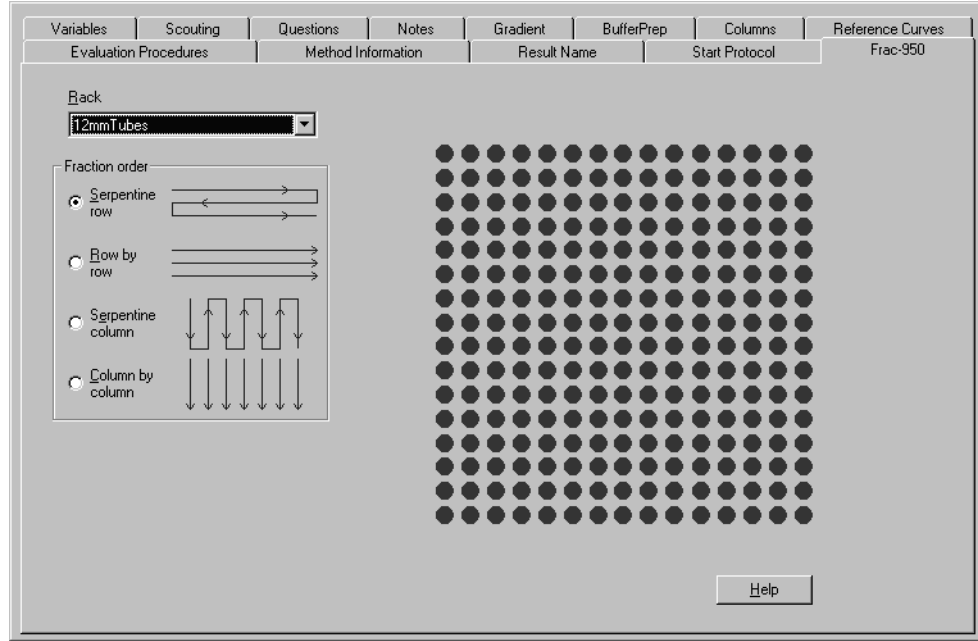 Variables Scouting Questions Notes Gradient BufferPrep Columns Reference Curves
Evaluation Procedures Method Information Result Name Start Protocol Frac-950
Rack
12mmTubes
Fraction order
Serpentine
row
Row by
row
Serpentine
column
Column by
column
Help